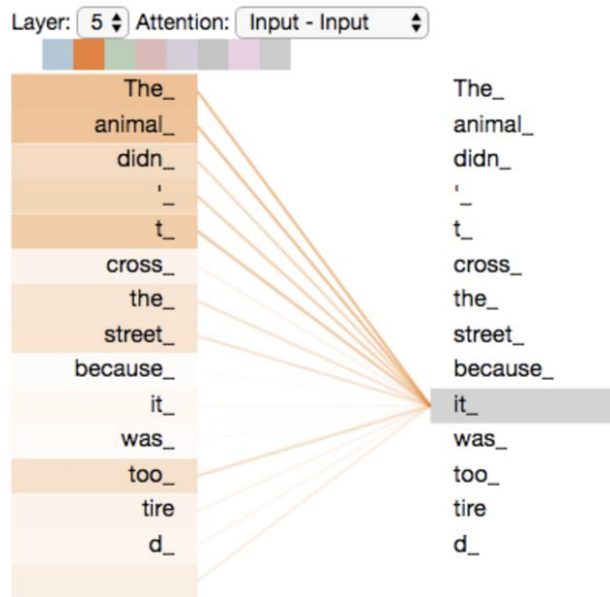 Layer: 5 Attention: Input - Input
The_ The_
animal_ animal_
didn_ didn_
'_ '_
t_ t_
cross_ cross_
the_ the_
street_ street_
because_ because_
it_ it_
was_ was_
too_ too_
tire tire
d_ d_